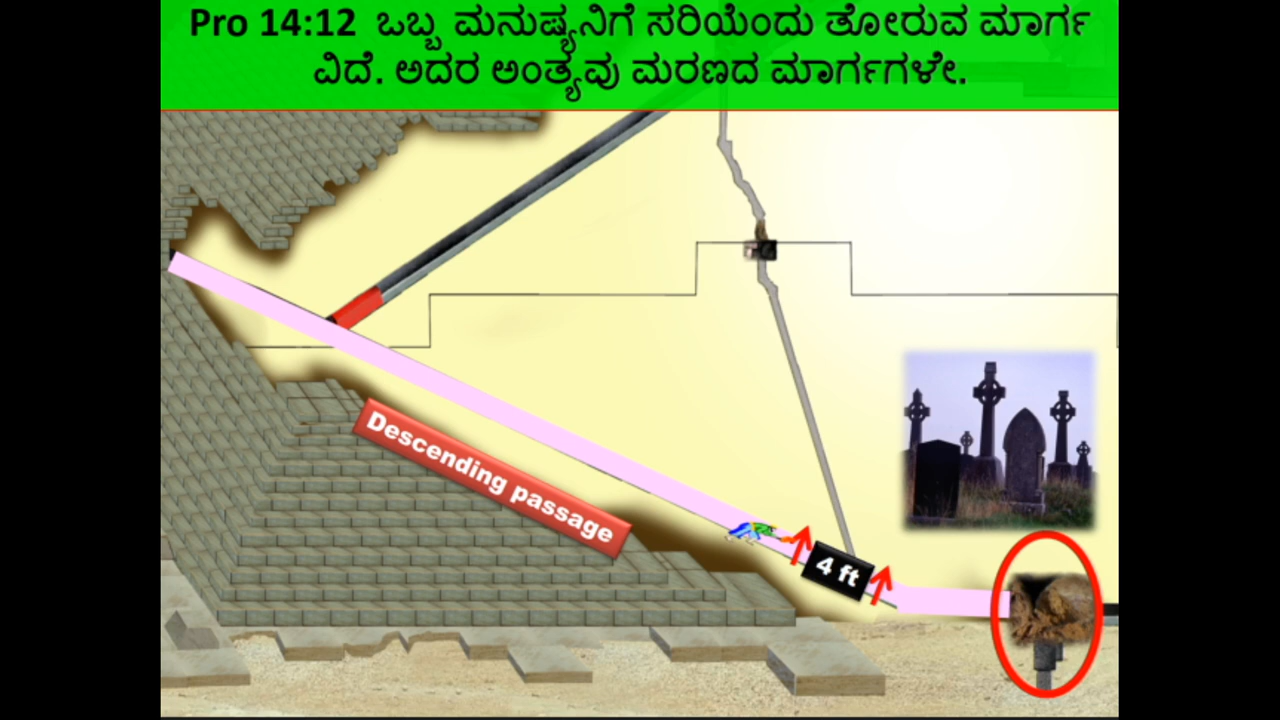 Pro 14:12 ಒಬ್ಬ ಮನುಷ್ಯನಿಗೆ ಸರಿಯೆಂದು ತೋರುವ ಮಾರ್ಗ
ವಿದೆ. ಅದರ ಅಂತ್ಯವು ಮರಣದ ಮಾರ್ಗಗಳೇ.
Descending passage
4 ft